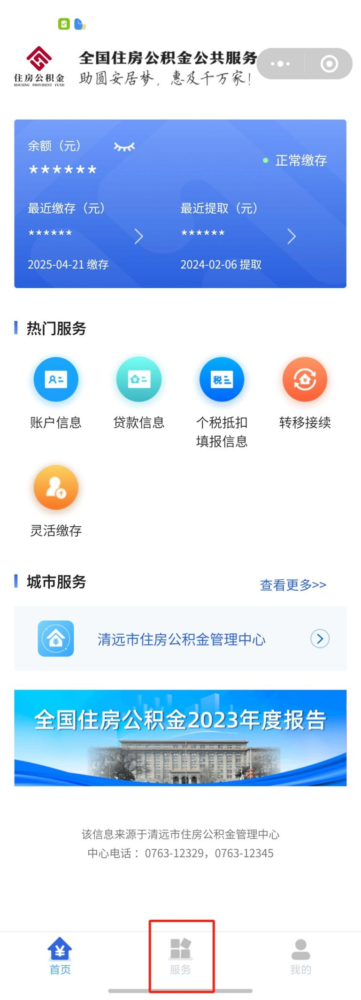 住房公积金
HOUSING PROVIDENT FUND
全国住房公积金公共服务
助圆安居梦，惠及千万家！
余额（元）
******
正常缴存
最近缴存（元） 最近提取（元）
****** ******
2025-04-21 缴存 2024-02-06 提取
热门服务
账户信息 贷款信息 个税抵扣 转移接续
填报信息
税
灵活缴存
城市服务 查看更多>>
清远市住房公积金管理中心
全国住房公积金2023年度报告
该信息来源于清远市住房公积金管理中心
中心电话：0763-12329，0763-12345
首页 服务 我的